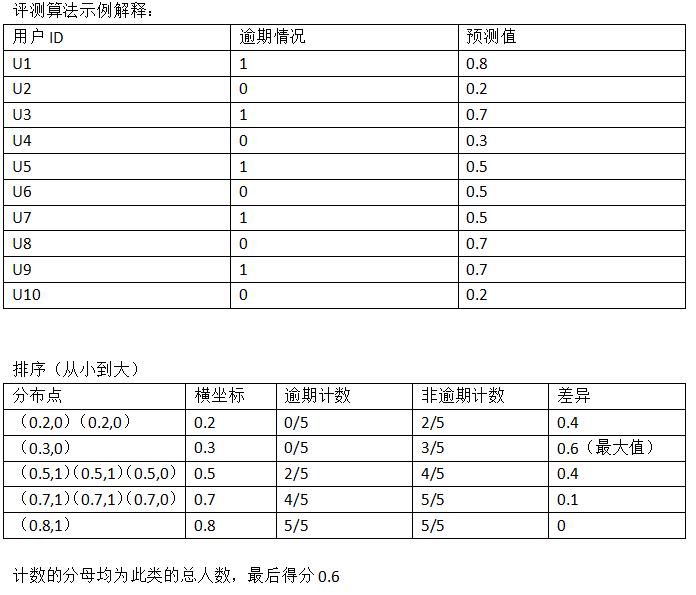 评测算法示例解释：
用户 ID 逾期情况 预测值
U1 1 0.8
U2 0 0.2
U3 1 0.7
U4 0 0.3
U5 1 0.5
U6 0 0.5
U7 1 0.5
U8 0 0.7
U9 1 0.7
U10 0 0.2
排序（从小到大）
分布点 横坐标 逾期计数 非逾期计数 差异
（0.2,0）（0.2,0） 0.2 0/5 2/5 0.4
（0.3,0） 0.3 0/5 3/5 0.6（最大值）
（0.5,1）（0.5,1）（0.5,0） 0.5 2/5 4/5 0.4
（0.7,1）（0.7,1）（0.7,0） 0.7 4/5 5/5 0.1
（0.8,1） 0.8 5/5 5/5 0
计数的分母均为此类的总人数，最后得分 0.6